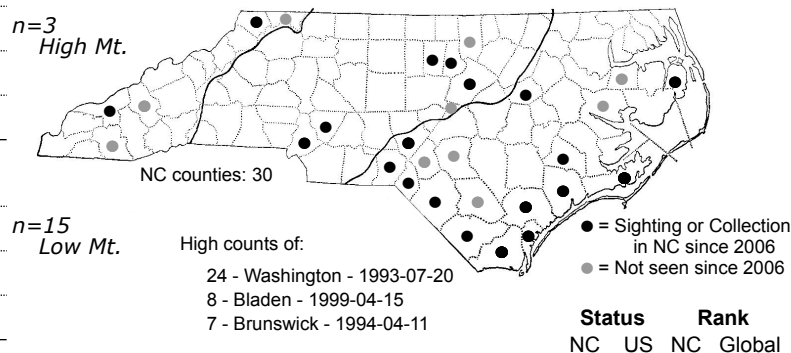 n=3
High Mt.
NC counties: 30
n=15
Low Mt.
High counts of:
24 - Washington - 1993-07-20
8 - Bladen - 1999-04-15
7 - Brunswick - 1994-04-11
= Sighting or Collection
in NC since 2006
= Not seen since 2006
Status Rank
NC US NC Global